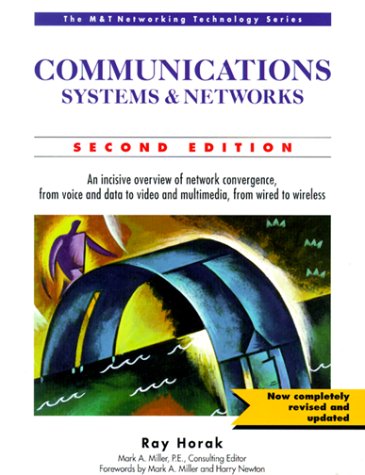 The M&T Networking Technology Series
COMMUNICATIONS
SYSTEMS & NETWORKS
SECOND EDITION
An incisive overview of network convergence,
from voice and data to video and multimedia, from wired to wireless
Now completely
revised and
updated
Ray Horak
Mark A. Miller, P.E., Consulting Editor
Forewords by Mark A. Miller and Harry Newton